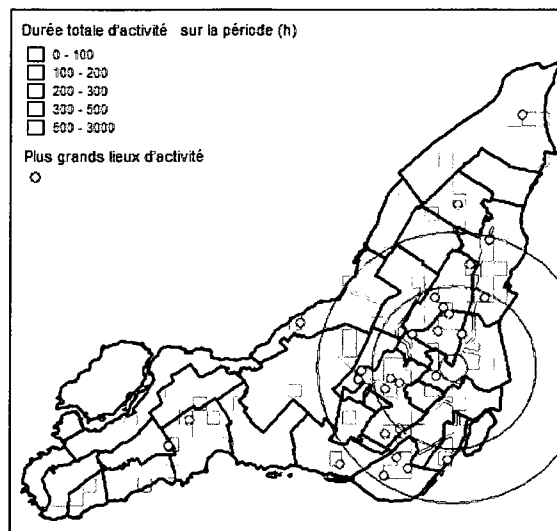 Durée totale d'activité sur la période (h)
0 - 100
100 - 200
200 - 300
300 - 500
500 - 3000
Plus grands lieux d'activité